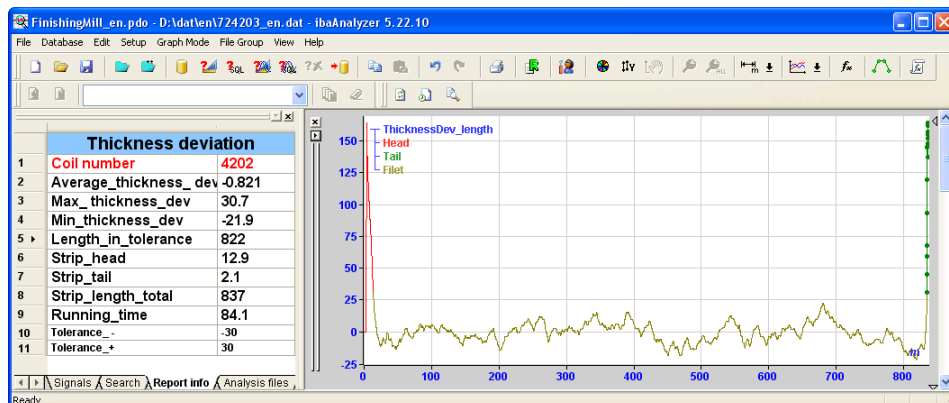 FinishingMill_en.pdo - D:\dat\en\724203_en.dat - ibaAnalyzer 5.22.10
File Database Edit Setup Graph Mode File Group View Help
Thickness deviation
1 Coil number 4202
2 Average_thickness_ dev -0.821
3 Max_ thickness_dev 30.7
4 Min_thickness_dev -21.9
5 Length_in_tolerance 822
6 Strip_head 12.9
7 Strip_tail 2.1
8 Strip_length_total 837
9 Running_time 84.1
10 Tolerance_ - -30
11 Tolerance_+ 30
Signals Search Report info Analysis files
ThicknessDev_length
Head
Tail
Filet
150
125
100
75
50
25
0
-25
0 100 200 300 400 500 600 700 800
m
Ready